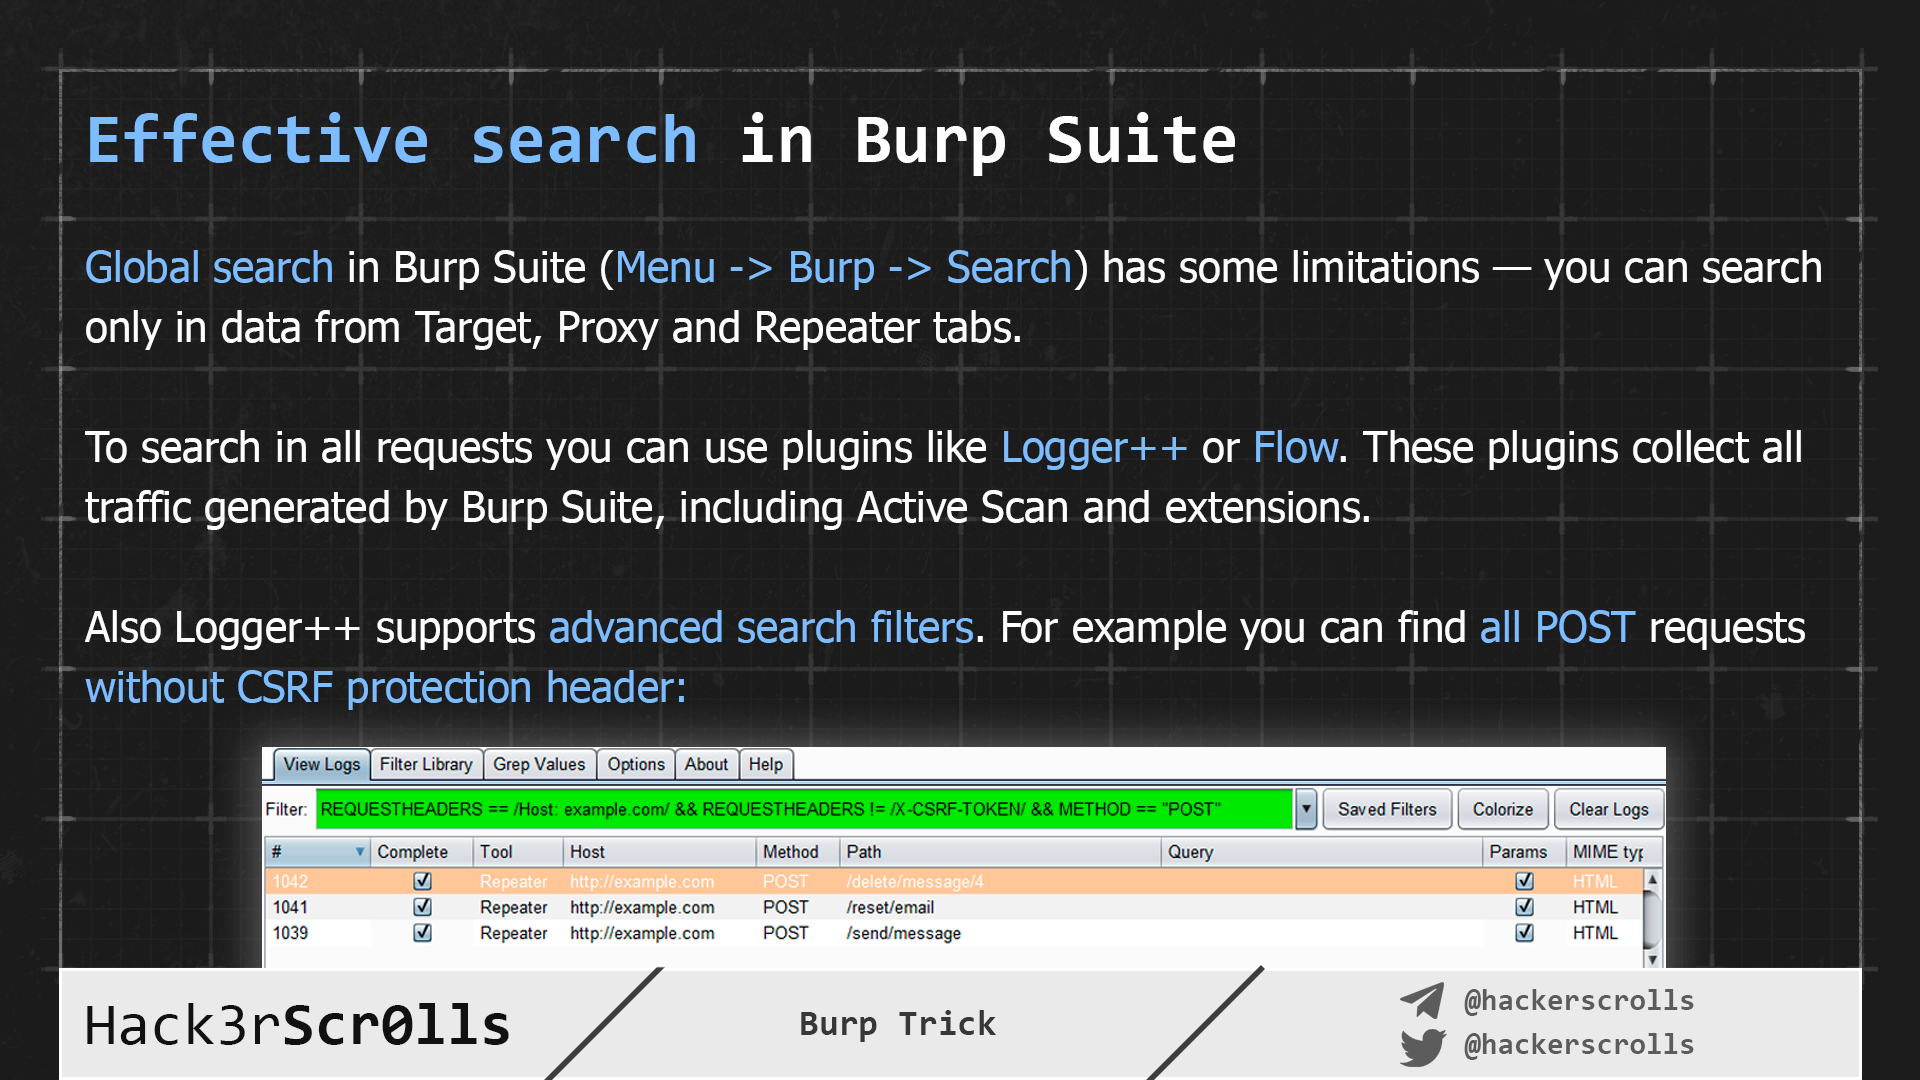 Effective search in Burp Suite
Global search in Burp Suite (Menu -> Burp -> Search) has some limitations — you can search
only in data from Target, Proxy and Repeater tabs.
To search in all requests you can use plugins like Logger++ or Flow. These plugins collect all
traffic generated by Burp Suite, including Active Scan and extensions.
Also Logger++ supports advanced search filters. For example you can find all POST requests
without CSRF protection header:
View Logs Filter Library Grep Values Options About Help
Filter: REQUESTHEADERS == /Host: example.com/ && REQUESTHEADERS != /X-CSRF-TOKEN/ && METHOD == "POST" Saved Filters Colorize Clear Logs
# Complete Tool Host Method Path Query Params MIME typ
1042 Repeater http://example.com POST /delete/message/4 HTML
1041 Repeater http://example.com POST /reset/email HTML
1039 Repeater http://example.com POST /send/message HTML
Hack3rScr0lls
Burp Trick
@hackerscrolls
@hackerscrolls